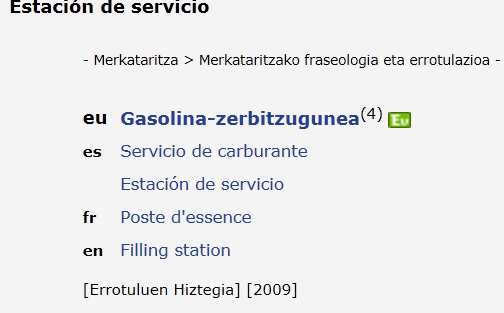 Estación de servicio
- Merkataritza > Merkataritzako fraseologia eta errotulazioa -
eu Gasolina-zerbitzugunea(4) Eu
es Servicio de carburante
Estación de servicio
fr Poste d'essence
en Filling station
[Errotuluen Hiztegia] [2009]